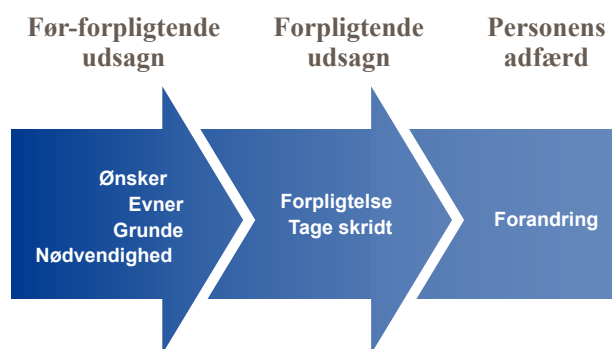 Før-forpligtende
udsagn
Forpligtende
udsagn
Personens
adfærd
Ønsker
Evner
Grunde
Nødvendighed
Forpligtelse
Tage skridt
Forandring